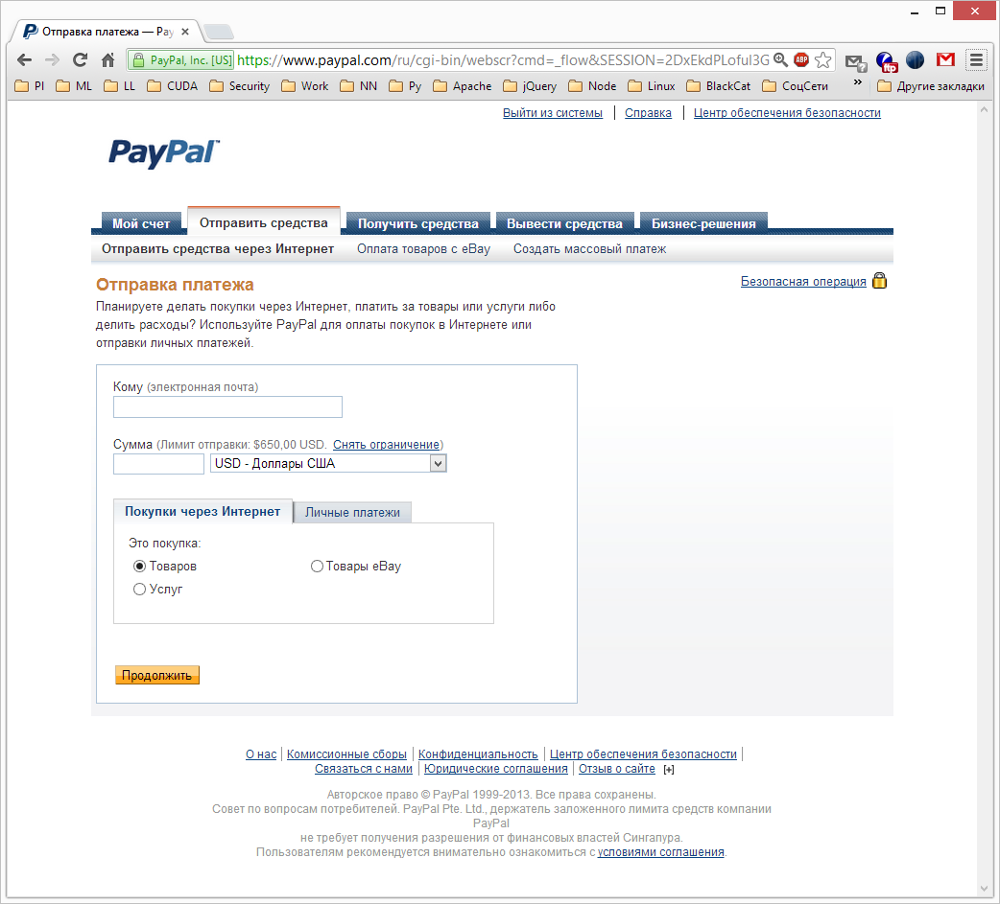 Отправка платежа — Pay
PayPal, Inc. [US] https://www.paypal.com/ru/cgi-bin/webscr?cmd=_flow&SESSION=2DxEkdPLoful3G ABP
PI ML LL CUDA Security Work NN Py Apache jQuery Node Linux BlackCat СоцСети » Другие закладки
Выйти из системы Справка Центр обеспечения безопасности
PayPal™
Мой счет Отправить средства Получить средства Вывести средства Бизнес-решения
Отправить средства через Интернет Оплата товаров с eBay Создать массовый платеж
Отправка платежа Безопасная операция
Планируете делать покупки через Интернет, платить за товары или услуги либо
делить расходы? Используйте PayPal для оплаты покупок в Интернете или
отправки личных платежей.
Кому (электронная почта)
Сумма (Лимит отправки: $650,00 USD. Снять ограничение)
USD - Доллары США
Покупки через Интернет Личные платежи
Это покупка:
Товаров Товары eBay
Услуг
Продолжить
О нас Комиссионные сборы Конфиденциальность Центр обеспечения безопасности
Связаться с нами Юридические соглашения Отзыв о сайте [+]
Авторское право © PayPal 1999-2013. Все права сохранены.
Совет по вопросам потребителей. PayPal Pte. Ltd., держатель заложенного лимита средств компании
PayPal
не требует получения разрешения от финансовых властей Сингапура.
Пользователям рекомендуется внимательно ознакомиться с условиями соглашения.